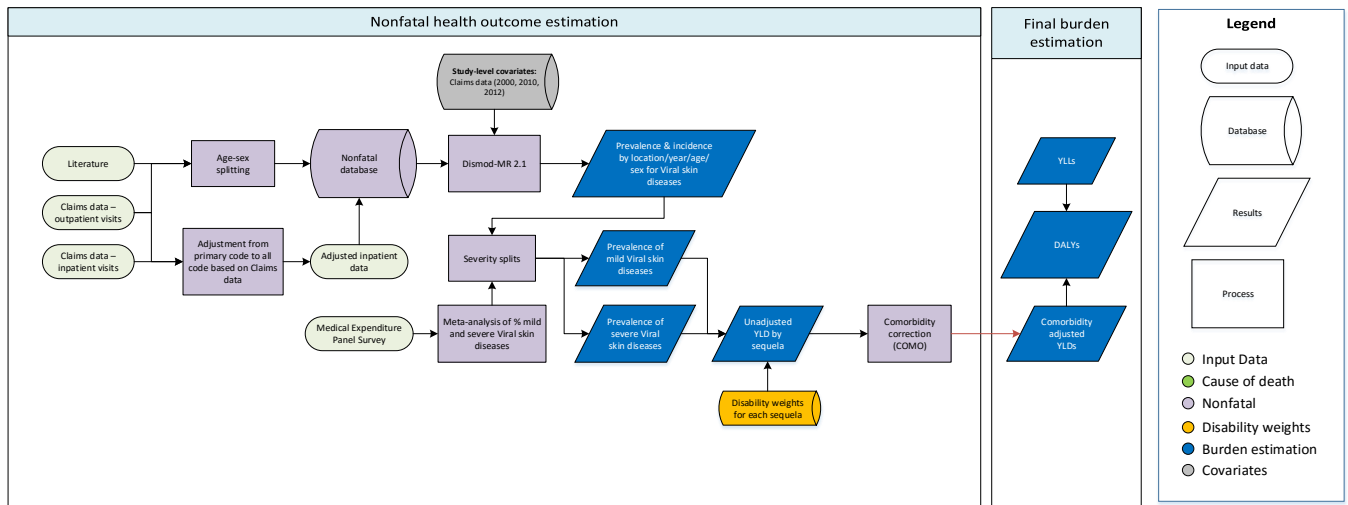 Nonfatal health outcome estimation
Study-level covariates:
Claims data (2000, 2010,
2012)
Literature
Age-sex
splitting
Nonfatal
database
Dismod-MR 2.1
Prevalence & incidence
by location/year/age/
sex for Viral skin
diseases
Claims data –
outpatient visits
Claims data –
inpatient visits
Adjustment from
primary code to all
code based on Claims
data
Adjusted inpatient
data
Severity splits
Prevalence of
mild Viral skin
diseases
Medical Expenditure
Panel Survey
Meta-analysis of % mild
and severe Viral skin
diseases
Prevalence of
severe Viral
skin diseases
Unadjusted
YLD by
sequela
Comorbidity
correction
(COMO)
Disability weights
for each sequela
Final burden
estimation
YLLs
DALYs
Comorbidity
adjusted
YLDs
Legend
Input data
Database
Results
Process
Input Data
Cause of death
Nonfatal
Disability weights
Burden estimation
Covariates